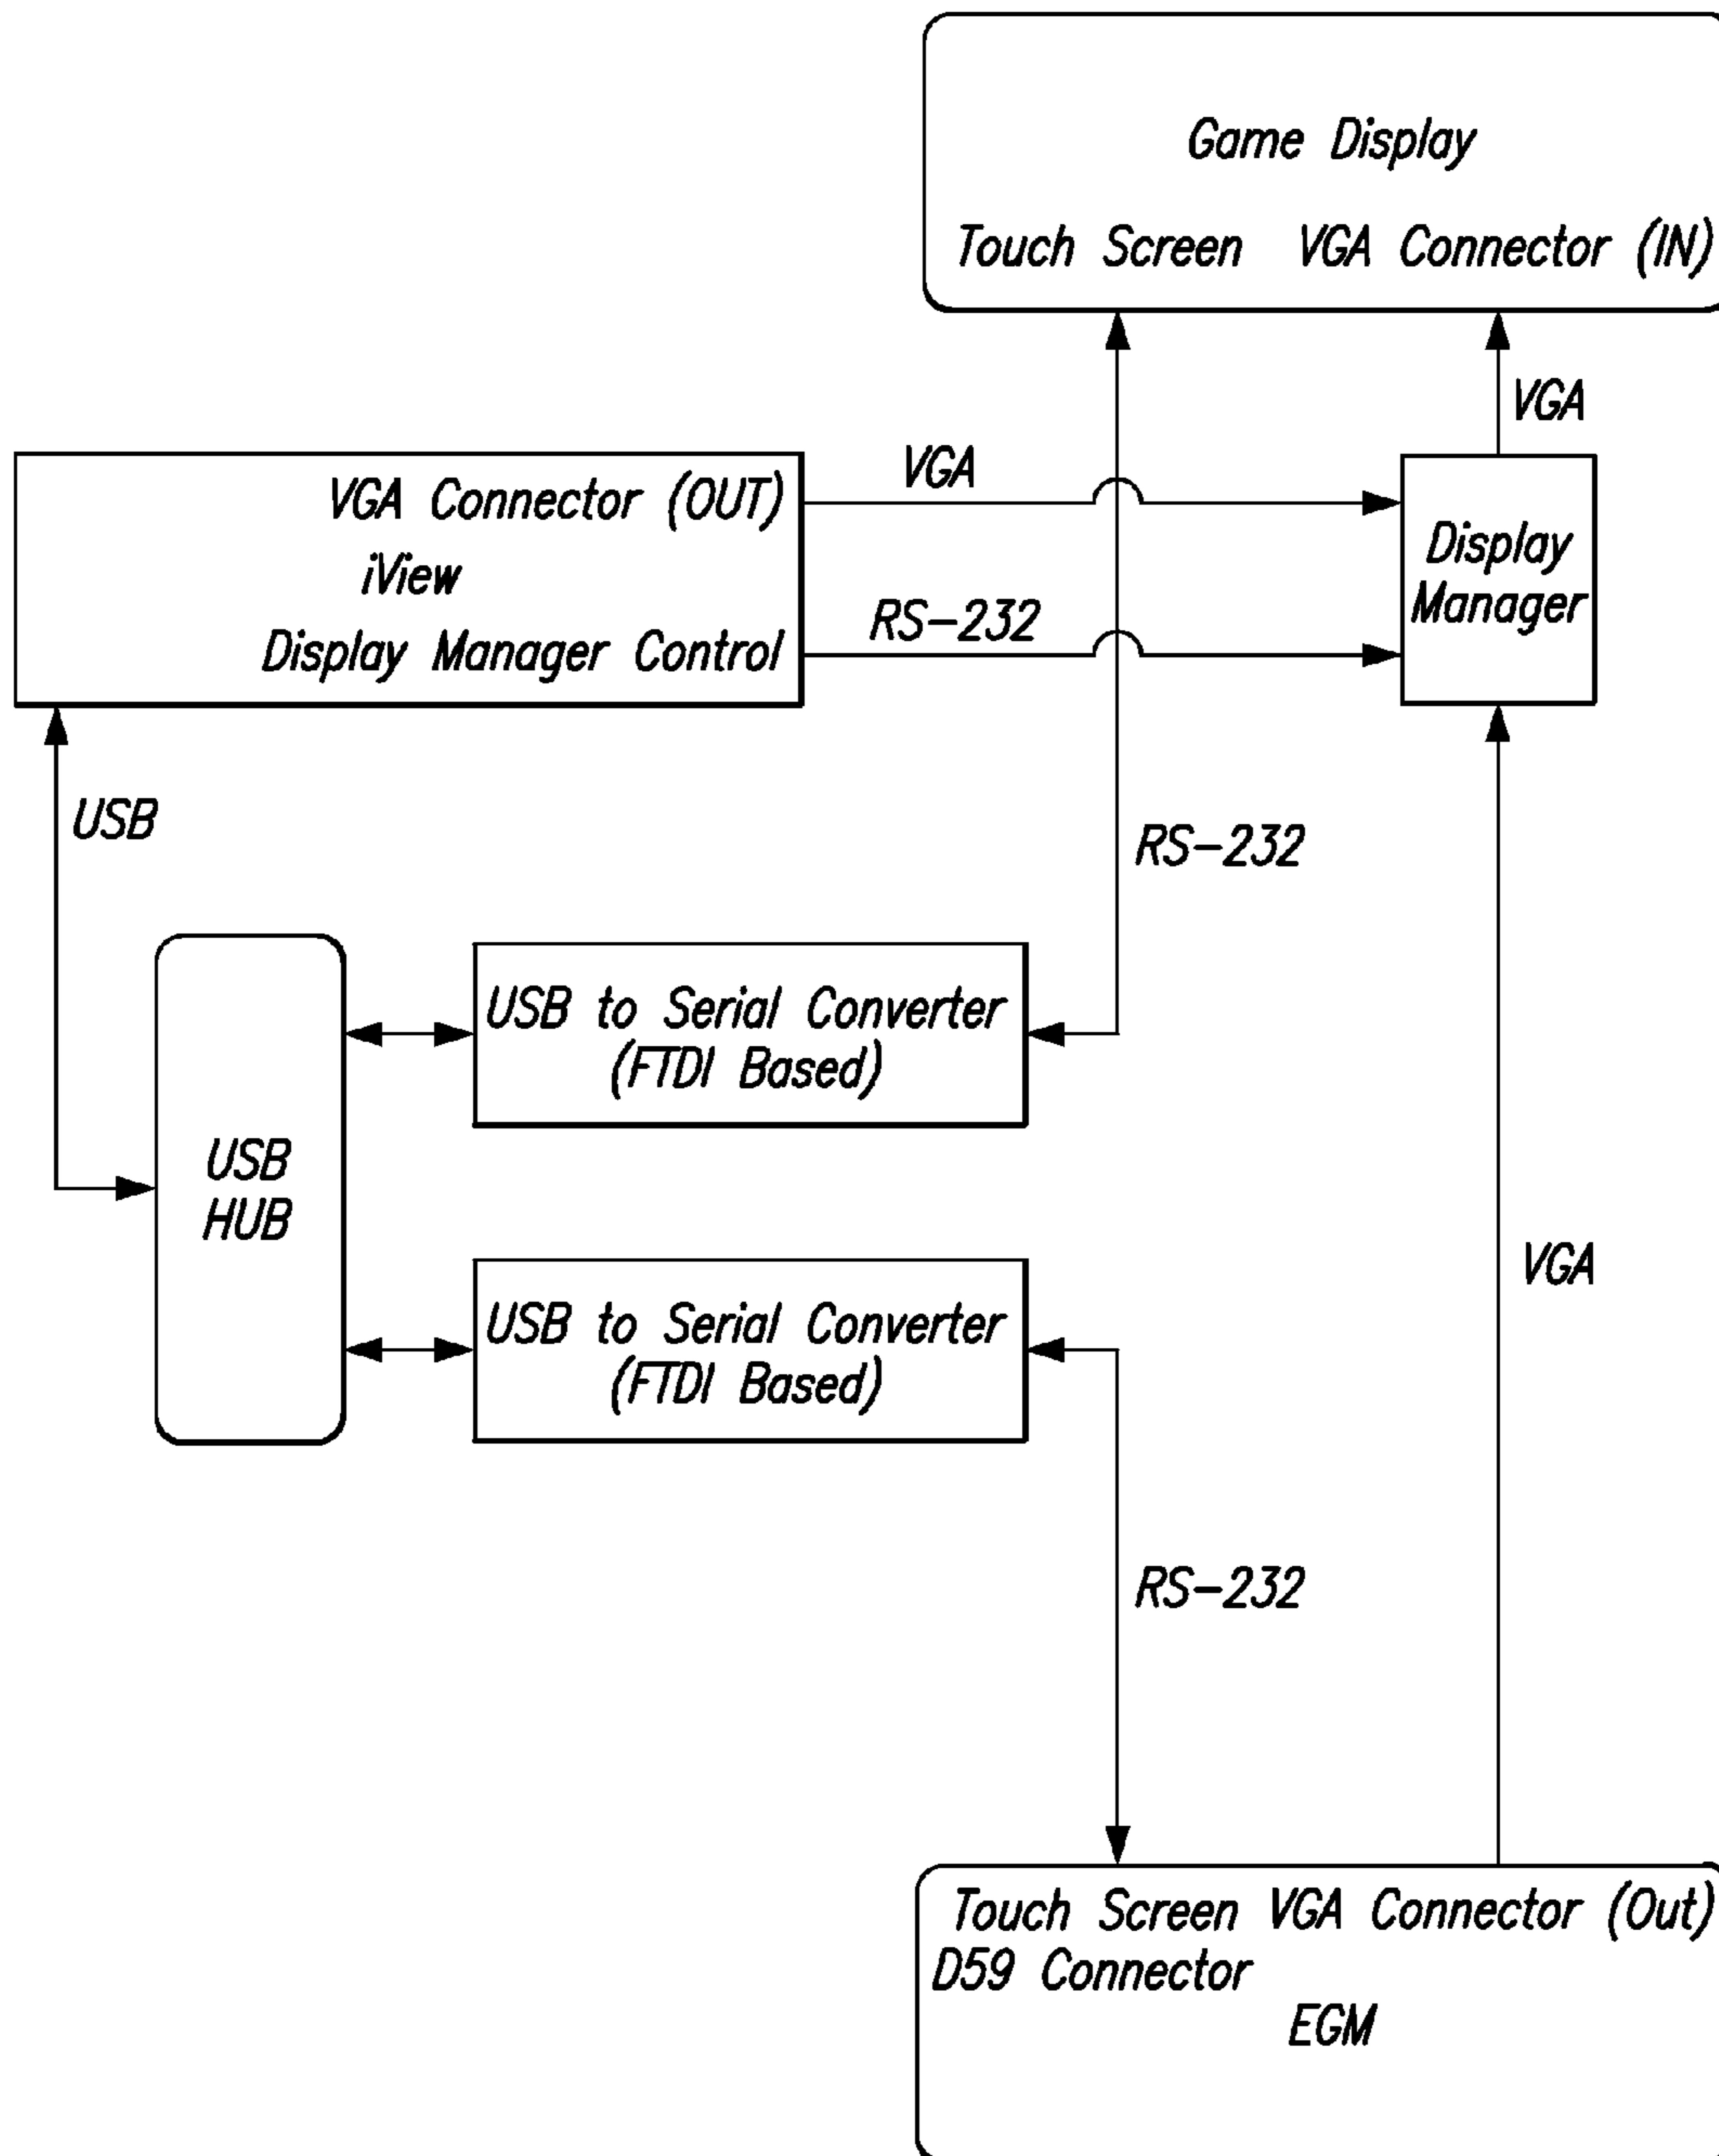 Game Display
Touch Screen VGA Connector (IN)
VGA
VGA
VGA Connector (OUT)
iView
Display Manager Control
RS-232
Display
Manager
USB
RS-232
USB to Serial Converter
(FTDI Based)
USB
HUB
VGA
USB to Serial Converter
(FTDI Based)
RS-232
Touch Screen VGA Connector (Out)
D59 Connector
EGM